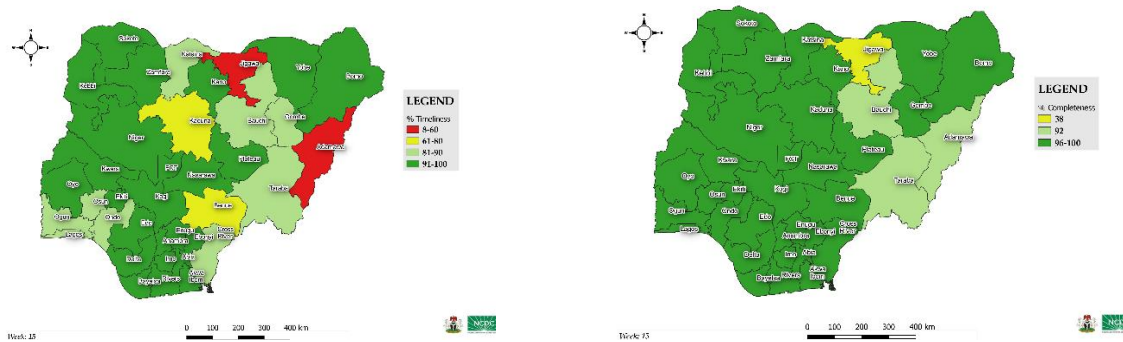 Sokoto
Katsina
Jigawa
Yobe
Borno
Zamfara
Kano
Kebbi
Bauchi
Gombe
Kaduna
Adamawa
Niger
Plateau
FCT
Kwara
Nasarawa
Taraba
Oyo
Ekiti
Kogi
Osun
Benue
Ogun
Ondo
Edo
Lagos
Enugu
Ebonyi
Cross
River
Anambra
Delta
Imo
Abia
Akwa
Ibom
Bayelsa
Rivers
LEGEND
% Timeliness
8-60
61-80
81-90
91-100
0 100 200 300 400 km
NCDC
Sokoto
Katsina
Jigawa
Yobe
Borno
Zamfara
Kano
Kebbi
Bauchi
Gombe
Kaduna
Adamawa
Niger
Plateau
FCT
Kwara
Nasarawa
Taraba
Oyo
Osun
Ekiti
Kogi
Benue
Ogun
Ondo
Edo
Lagos
Enugu
Ebonyi
Cross
River
Anambra
Delta
Imo
Abia
Akwa
Ibom
Bayelsa
Rivers
LEGEND
% Completeness
38
92
96-100
0 100 200 300 400 km
NCDC